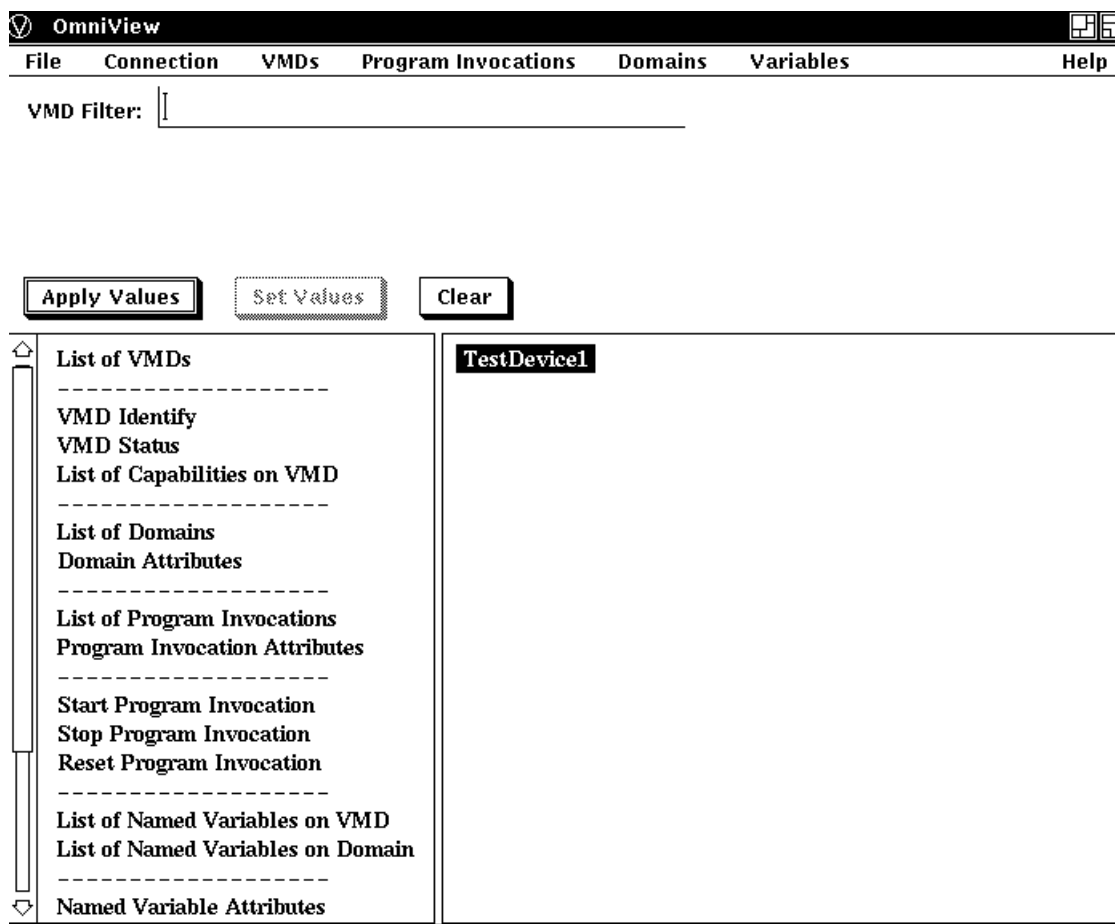 OmniView
File Connection VMDs Program Invocations Domains Variables Help
VMD Filter:
Apply Values Set Values Clear
List of VMDs
-------------------
VMD Identify
VMD Status
List of Capabilities on VMD
-------------------
List of Domains
Domain Attributes
-------------------
List of Program Invocations
Program Invocation Attributes
-------------------
Start Program Invocation
Stop Program Invocation
Reset Program Invocation
-------------------
List of Named Variables on VMD
List of Named Variables on Domain
-------------------
Named Variable Attributes
TestDevice1